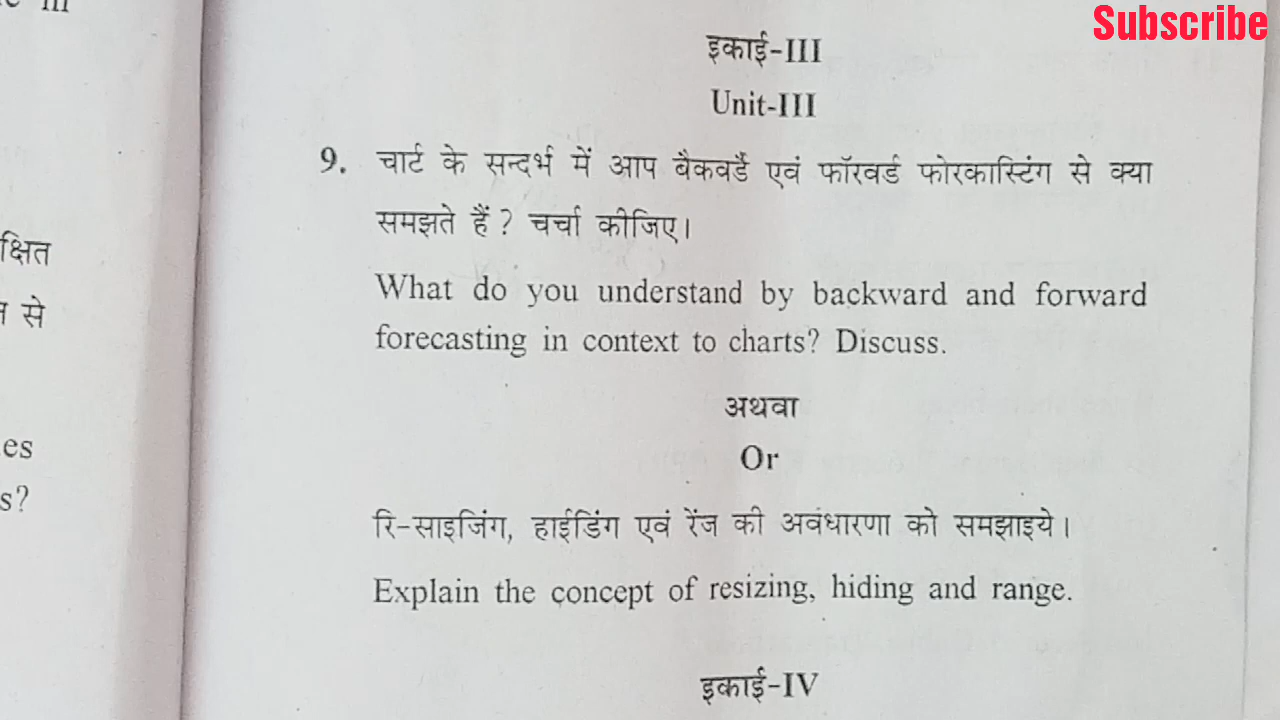 Subscribe
इकाई-III
Unit-III
9. चार्ट के सन्दर्भ में आप बैकवर्ड एवं फॉरवर्ड फोरकास्टिंग से क्या
समझते हैं? चर्चा कीजिए।
What do you understand by backward and forward
forecasting in context to charts? Discuss.
अथवा
Or
रि-साइजिंग, हाईडिंग एवं रेंज की अवधारणा को समझाइये।
Explain the concept of resizing, hiding and range.
इकाई-IV
क्षित
से
es
s?